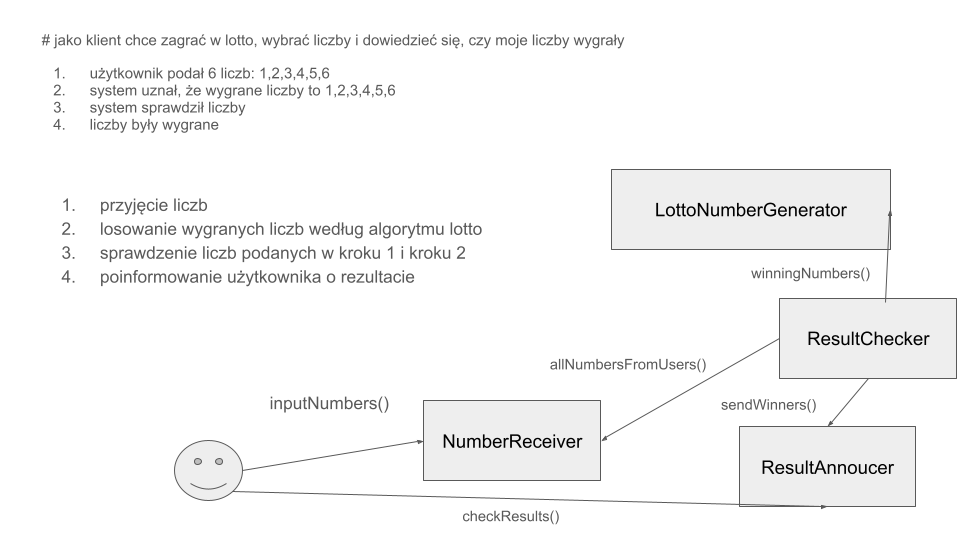 # jako klient chce zagrać w lotto, wybrać liczby i dowiedzieć się, czy moje liczby wygrały
1. użytkownik podał 6 liczb: 1,2,3,4,5,6
2. system uznał, że wygrane liczby to 1,2,3,4,5,6
3. system sprawdził liczby
4. liczby były wygrane
1. przyjęcie liczb
2. losowanie wygranych liczb według algorytmu lotto
3. sprawdzenie liczb podanych w kroku 1 i kroku 2
4. poinformowanie użytkownika o rezultacie
LottoNumberGenerator
winningNumbers()
ResultChecker
allNumbersFromUsers()
sendWinners()
inputNumbers()
NumberReceiver
ResultAnnoucer
checkResults()